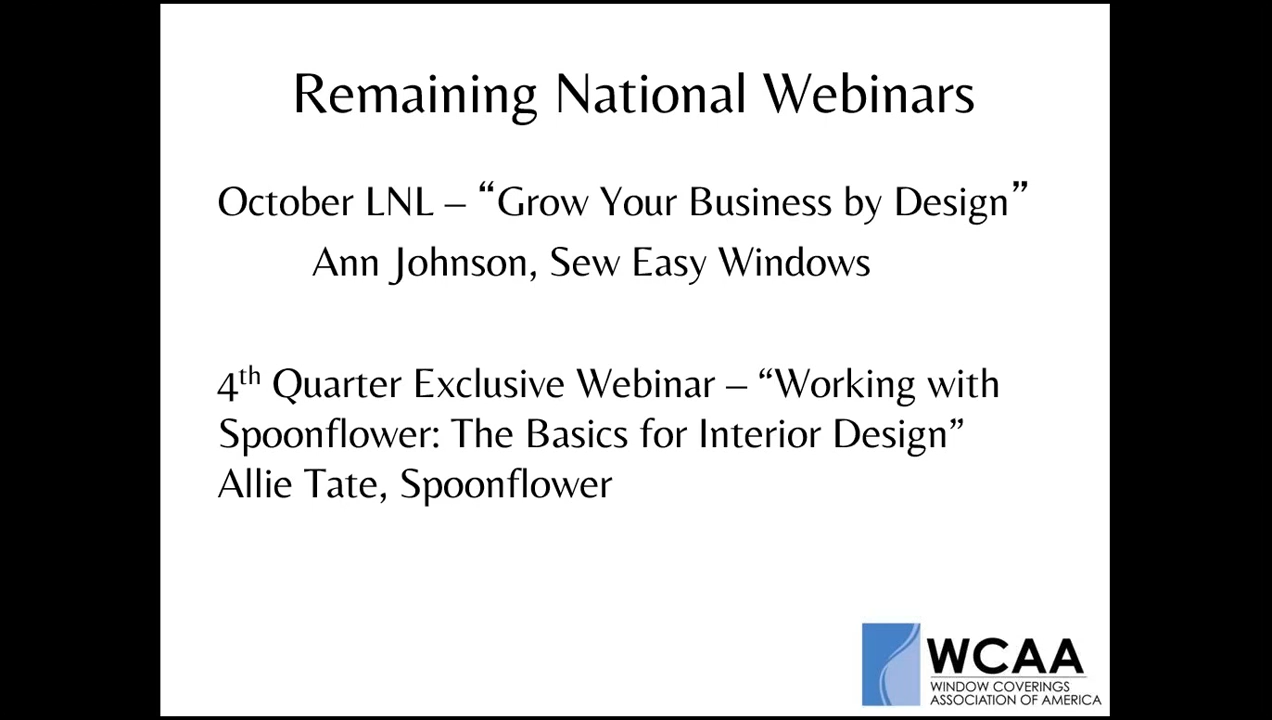 Remaining National Webinars
October LNL – “Grow Your Business by Design”
Ann Johnson, Sew Easy Windows
4th Quarter Exclusive Webinar – “Working with
Spoonflower: The Basics for Interior Design”
Allie Tate, Spoonflower
WCAA
WINDOW COVERINGS
ASSOCIATION OF AMERICA